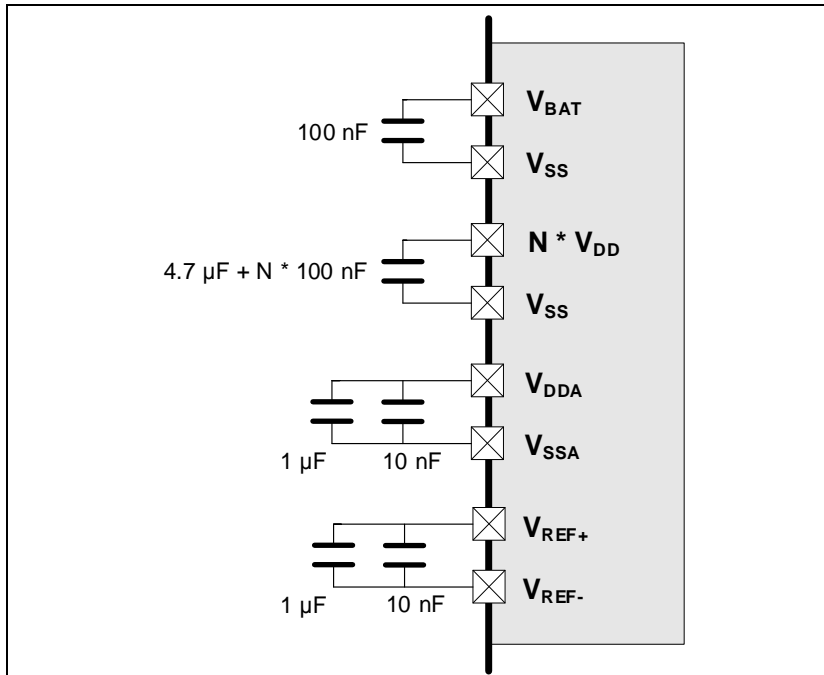 V_BAT
100 nF
V_SS
N * V_DD
4.7 µF + N * 100 nF
V_SS
V_DDA
1 µF 10 nF
V_SSA
V_REF+
1 µF 10 nF
V_REF-